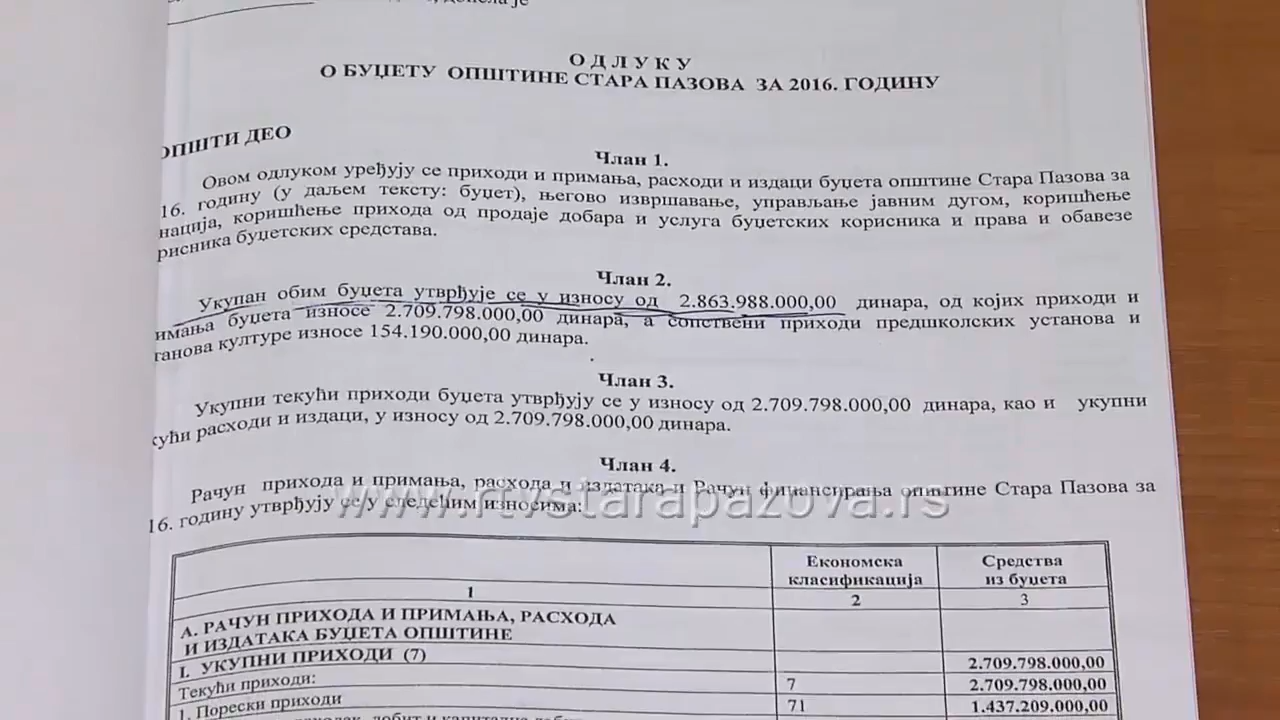 донела је
О Д Л У К У
О БУЏЕТУ ОПШТИНЕ СТАРА ПАЗОВА ЗА 2016. ГОДИНУ
ОПШТИ ДЕО
Члан 1.
Овом одлуком уређују се приходи и примања, расходи и издаци буџета општине Стара Пазова за
16. годину (у даљем тексту: буџет), његово извршавање, управљање јавним дугом, коришћење
нација, коришћење прихода од продаје добара и услуга буџетских корисника и права и обавезе
рисника буџетских средстава.
Члан 2.
Укупан обим буџета утврђује се у износу од 2.863.988.000,00 динара, од којих приходи и
имања буџета износе 2.709.798.000,00 динара, а сопствени приходи предшколских установа и
танова културе износе 154.190.000,00 динара.
Члан 3.
Укупни текући приходи буџета утврђују се у износу од 2.709.798.000,00 динара, као и укупни
кући расходи и издаци, у износу од 2.709.798.000,00 динара.
Члан 4.
Рачун прихода и примања, расхода и издатака и Рачун финансирања општине Стара Пазова за
16. годину утврђују се у следећим износима:
www.rtvstarapazova.rs
Економска класификација
Средства из буџета
1 2 3
А. РАЧУН ПРИХОДА И ПРИМАЊА, РАСХОДА
И ИЗДАТАКА БУЏЕТА ОПШТИНЕ
I. УКУПНИ ПРИХОДИ (7) 2.709.798.000,00
Текући приходи: 7 2.709.798.000,00
1. Порески приходи 71 1.437.209.000,00